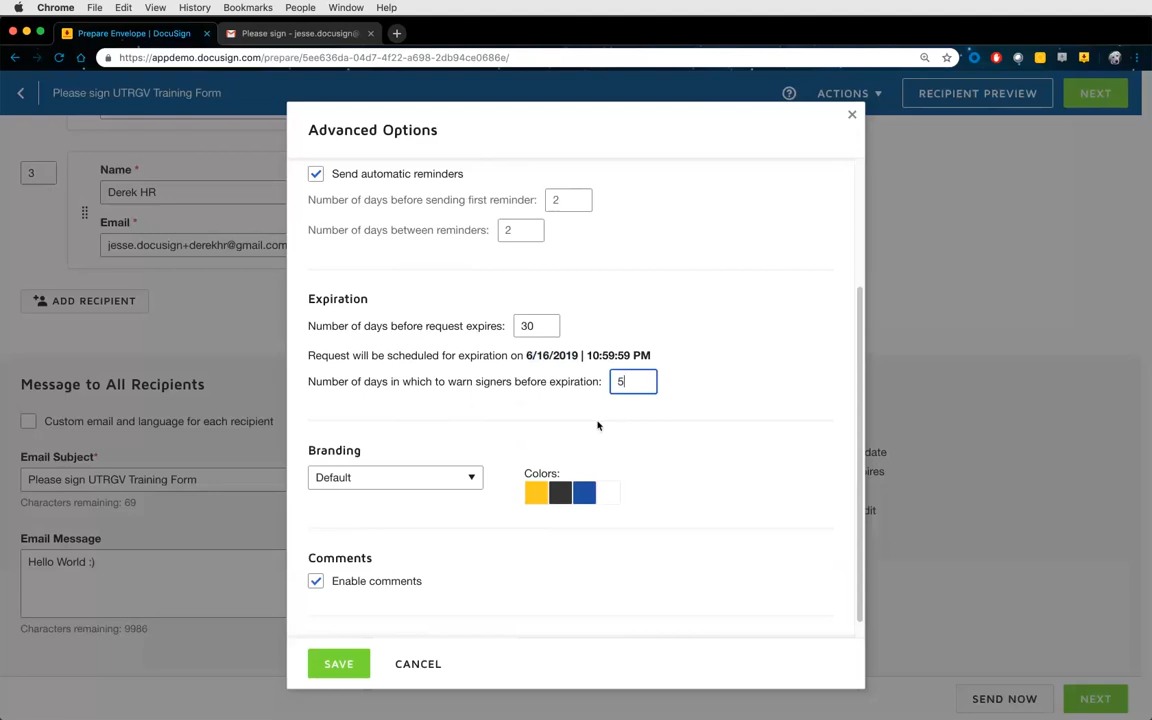 Chrome File Edit View History Bookmarks People Window Help
Prepare Envelope | DocuSign × Please sign - jesse.docusign@ × +
https://appdemo.docusign.com/prepare/5ee636da-04d7-4f22-a698-2db94ce0686e/
Please sign UTRGV Training Form ? ACTIONS RECIPIENT PREVIEW NEXT
Advanced Options
3
Name *
Derek HR
Email *
jesse.docusign+derekhr@gmail.com
Send automatic reminders
Number of days before sending first reminder: 2
Number of days between reminders: 2
ADD RECIPIENT
Expiration
Number of days before request expires: 30
Request will be scheduled for expiration on 6/16/2019 | 10:59:59 PM
Number of days in which to warn signers before expiration: 5
Message to All Recipients
Custom email and language for each recipient
Email Subject*
Please sign UTRGV Training Form
Characters remaining: 69
Email Message
Hello World :)
Characters remaining: 9986
Branding
Default
Colors:
Comments
Enable comments
SAVE CANCEL
SEND NOW NEXT